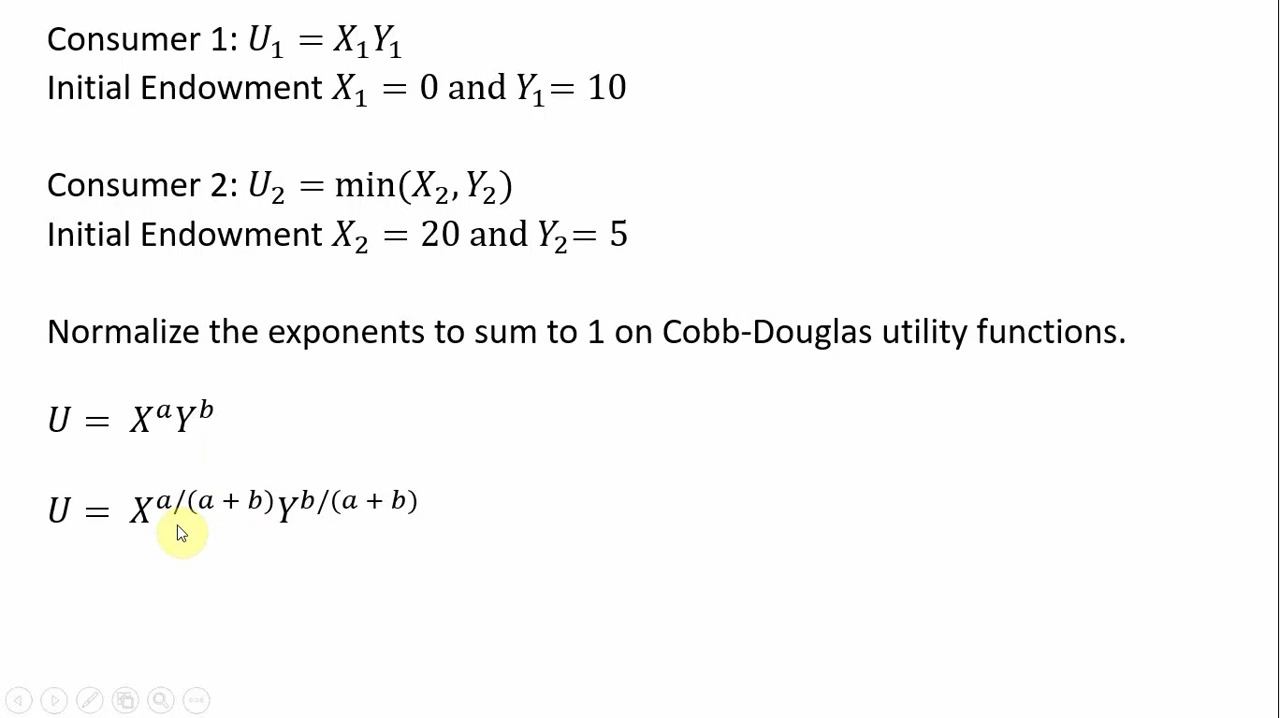 Consumer 1: U₁ = X₁Y₁
Initial Endowment X₁ = 0 and Y₁= 10
Consumer 2: U₂ = min(X₂, Y₂)
Initial Endowment X₂ = 20 and Y₂= 5
Normalize the exponents to sum to 1 on Cobb-Douglas utility functions.
U = XᵃYᵇ
U = X^{a/(a + b)}Y^{b/(a + b)}